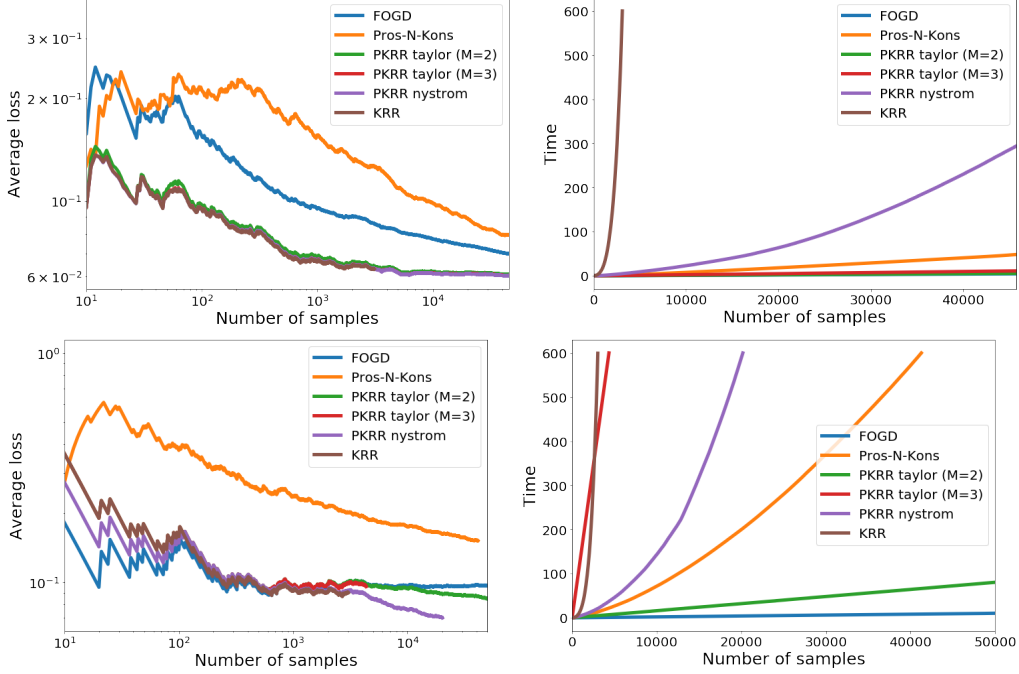 3 × 10⁻¹
2 × 10⁻¹
10⁻¹
6 × 10⁻²
Average loss
FOGD
Pros-N-Kons
PKRR taylor (M=2)
PKRR taylor (M=3)
PKRR nystrom
KRR
10¹ 10² 10³ 10⁴
Number of samples
600
500
400
300
200
100
0
Time
FOGD
Pros-N-Kons
PKRR taylor (M=2)
PKRR taylor (M=3)
PKRR nystrom
KRR
0 10000 20000 30000 40000
Number of samples
10⁰
10⁻¹
Average loss
FOGD
Pros-N-Kons
PKRR taylor (M=2)
PKRR taylor (M=3)
PKRR nystrom
KRR
10¹ 10² 10³ 10⁴
Number of samples
600
500
400
300
200
100
0
Time
FOGD
Pros-N-Kons
PKRR taylor (M=2)
PKRR taylor (M=3)
PKRR nystrom
KRR
0 10000 20000 30000 40000 50000
Number of samples